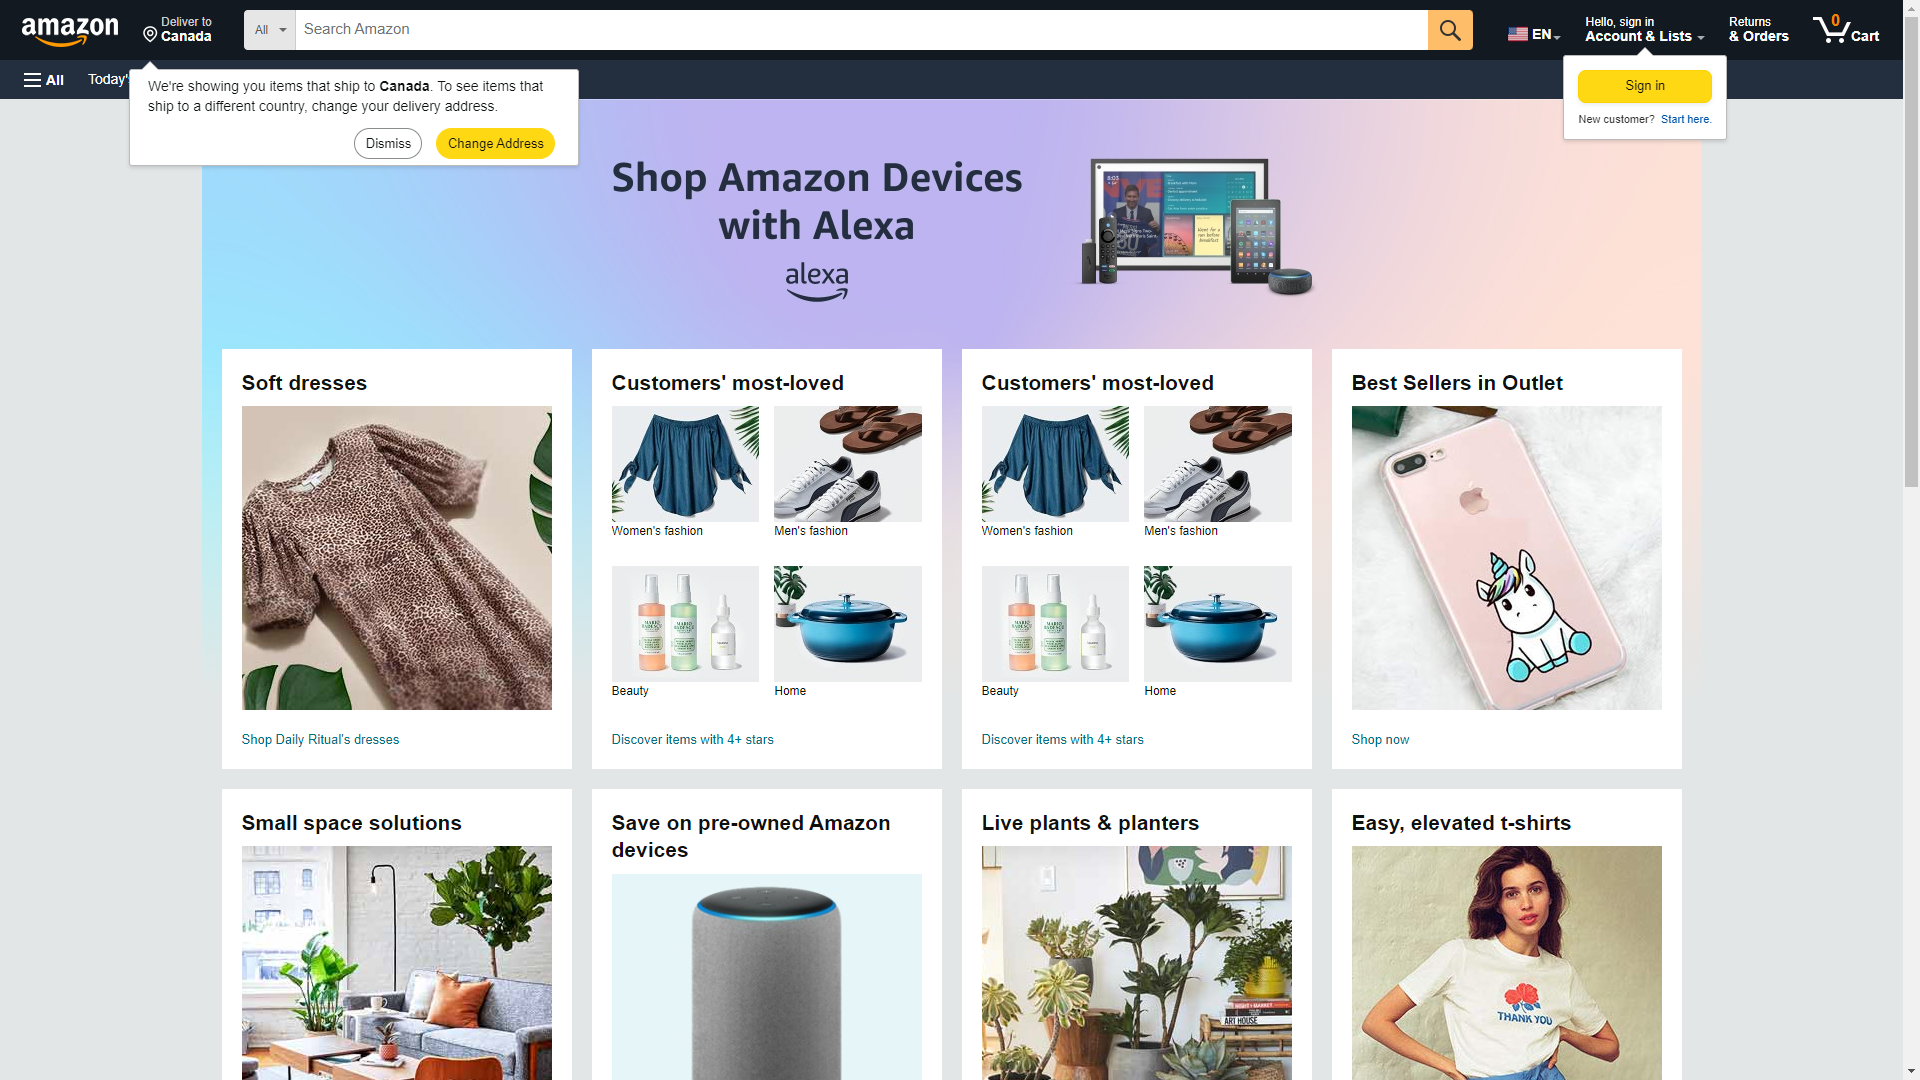 amazon
Deliver to
Canada
All
Search Amazon
EN
Hello, sign in
Account & Lists
Returns
& Orders
0
Cart
All
Today's
We're showing you items that ship to Canada. To see items that
ship to a different country, change your delivery address.
Dismiss
Change Address
Sign in
New customer? Start here.
Shop Amazon Devices
with Alexa
alexa
Soft dresses
Shop Daily Ritual's dresses
Customers' most-loved
Women's fashion
Men's fashion
Beauty
Home
Discover items with 4+ stars
Customers' most-loved
Women's fashion
Men's fashion
Beauty
Home
Discover items with 4+ stars
Best Sellers in Outlet
Shop now
Small space solutions
Save on pre-owned Amazon
devices
Live plants & planters
ART HOUSE
Easy, elevated t-shirts
THANK YOU